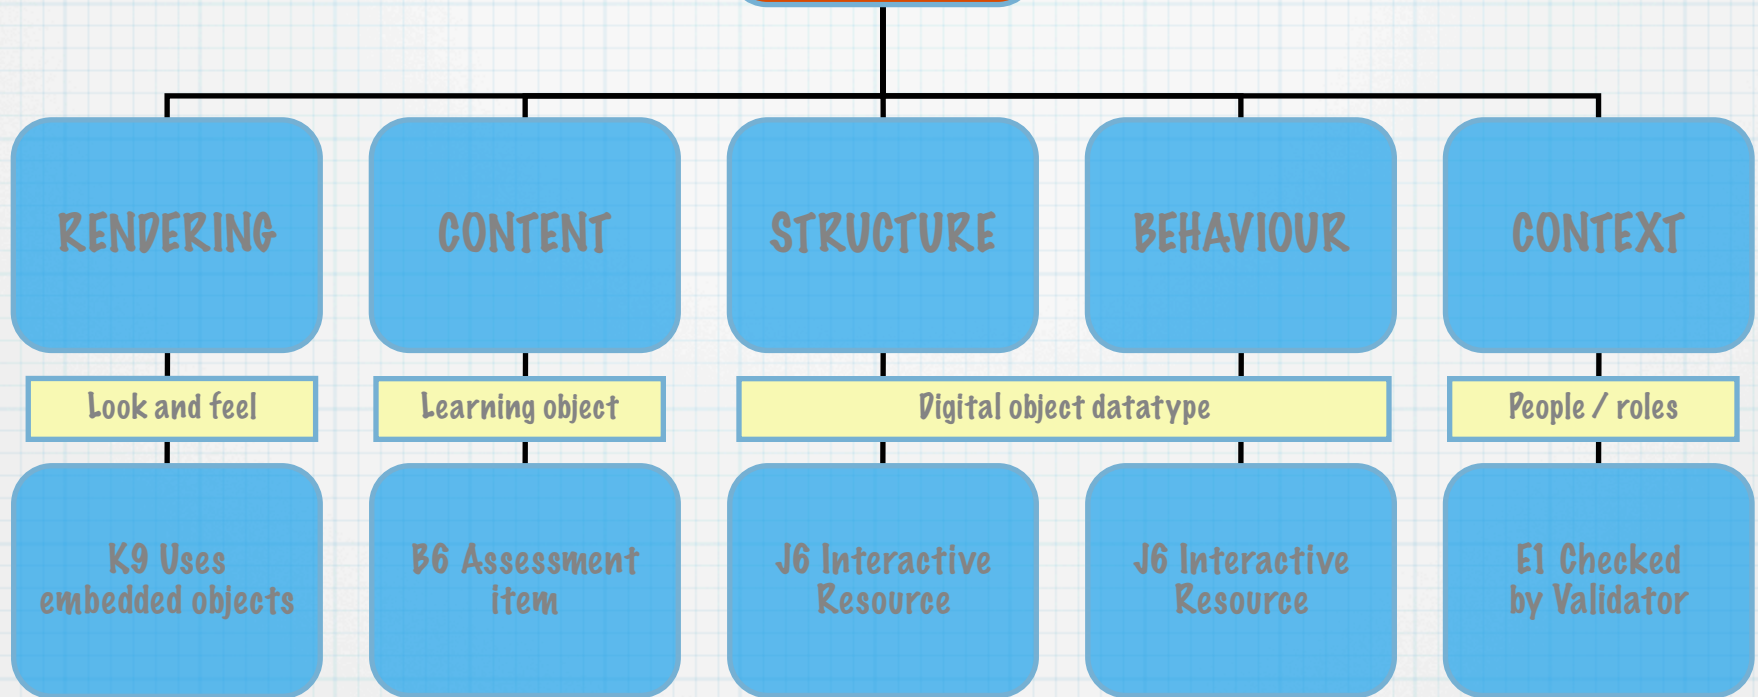 RENDERING
CONTENT
STRUCTURE
BEHAVIOUR
CONTEXT
Look and feel
Learning object
Digital object datatype
People / roles
K9 Uses
embedded objects
B6 Assessment
item
J6 Interactive
Resource
J6 Interactive
Resource
E1 Checked
by Validator